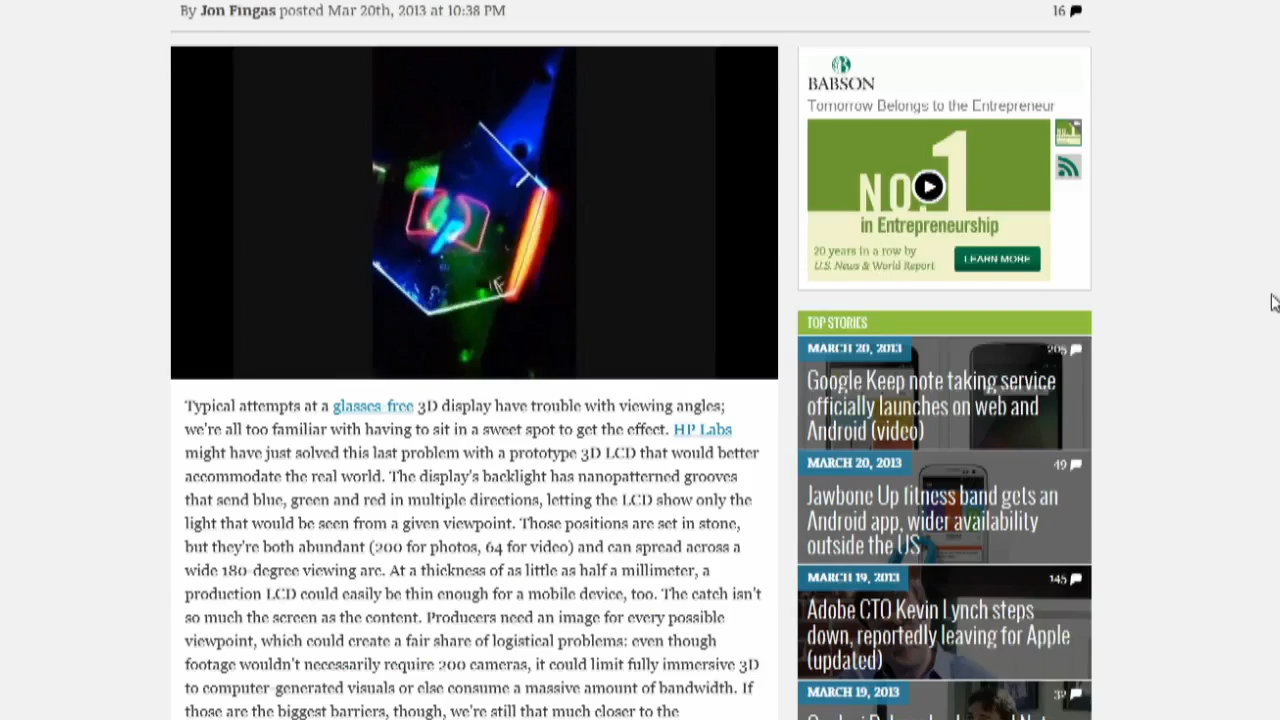 By Jon Fingas posted Mar 20th, 2013 at 10:38 PM
16
BABSON
Tomorrow Belongs to the Entrepreneur
NO.1
in Entrepreneurship
20 years in a row by
U.S. News & World Report
LEARN MORE
Typical attempts at a glasses-free 3D display have trouble with viewing angles;
we're all too familiar with having to sit in a sweet spot to get the effect. HP Labs
might have just solved this last problem with a prototype 3D LCD that would better
accommodate the real world. The display's backlight has nanopatterned grooves
that send blue, green and red in multiple directions, letting the LCD show only the
light that would be seen from a given viewpoint. Those positions are set in stone,
but they're both abundant (200 for photos, 64 for video) and can spread across a
wide 180-degree viewing are. At a thickness of as little as half a millimeter, a
production LCD could easily be thin enough for a mobile device, too. The catch isn't
so much the screen as the content. Producers need an image for every possible
viewpoint, which could create a fair share of logistical problems: even though
footage wouldn't necessarily require 200 cameras, it could limit fully immersive 3D
to computer-generated visuals or else consume a massive amount of bandwidth. If
those are the biggest barriers, though, we're still that much closer to the
TOP STORIES
MARCH 20, 2013
205
Google Keep note taking service
officially launches on web and
Android (video)
MARCH 20, 2013
49
Jawbone Up fitness band gets an
Android app, wider availability
outside the US
MARCH 19, 2013
145
Adobe CTO Kevin Lynch steps
down, reportedly leaving for Apple
(updated)
MARCH 19, 2013